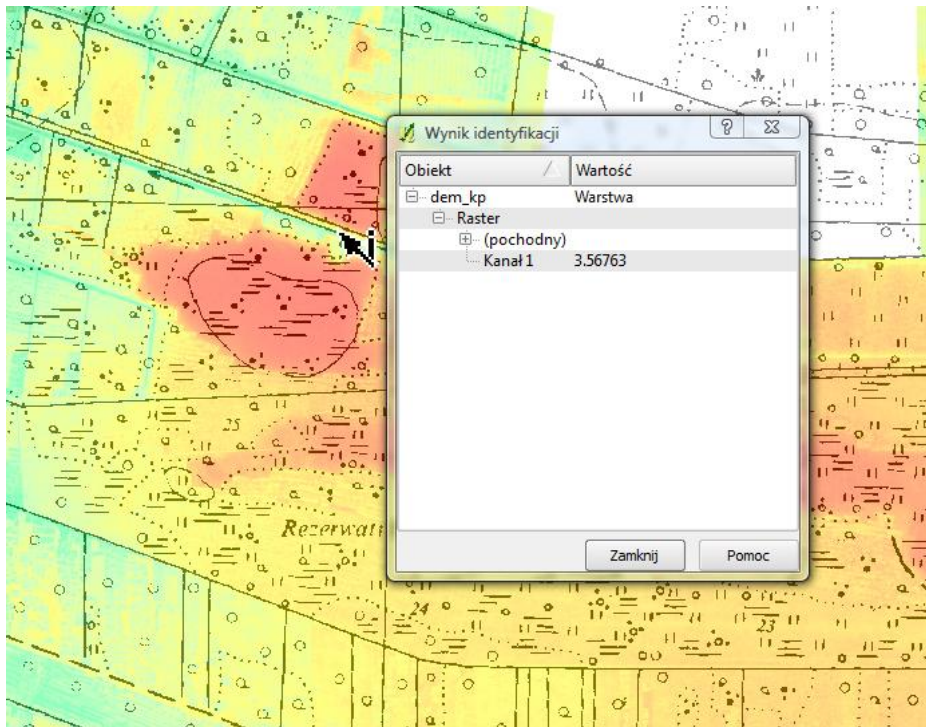 Wynik identyfikacji
Obiekt Wartość
dem_kp Warstwa
Raster
(pochodny)
Kanał 1 3.56763
25
Rezerwat
24
23
Zamknij Pomoc